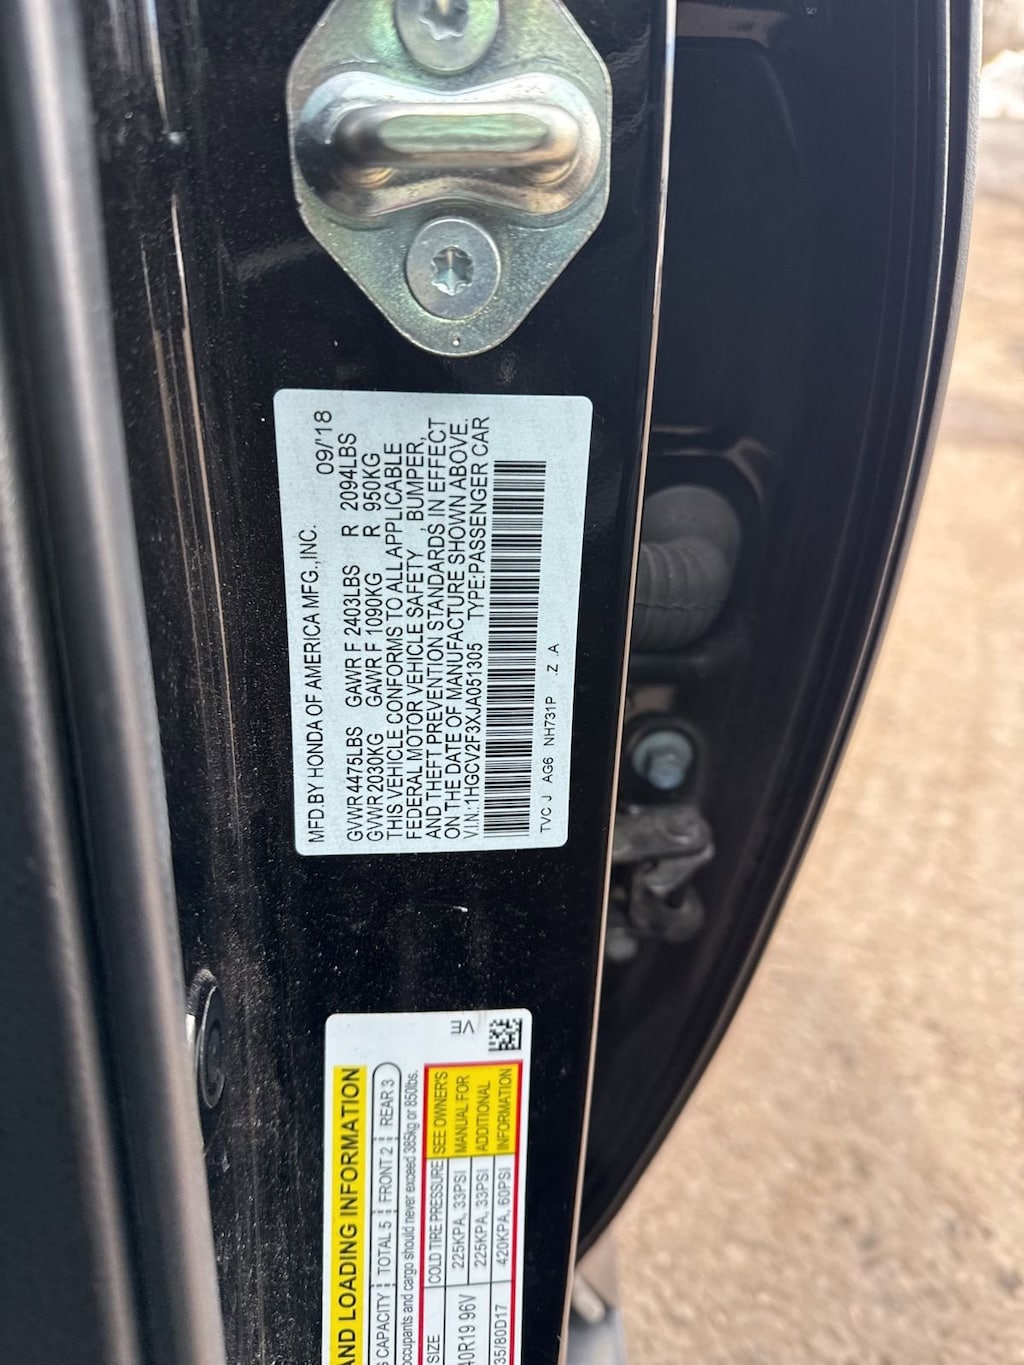 MFD.BY HONDA OF AMERICA MFG.,INC. 09/'18
GVWR 4475LBS GAWR F 2403LBS R 2094LBS
GVWR 2030KG GAWR F 1090KG R 950KG
THIS VEHICLE CONFORMS TO ALL APPLICABLE
FEDERAL MOTOR VEHICLE SAFETY , BUMPER,
AND THEFT PREVENTION STANDARDS IN EFFECT
ON THE DATE OF MANUFACTURE SHOWN ABOVE.
V.I.N.:1HGCV2F3XJA051305 TYPE:PASSENGER CAR
TVC J AG6 NH731P .Z .A
VE
AND LOADING INFORMATION
CAPACITY TOTAL 5 FRONT 2 REAR 3
occupants and cargo should never exceed 385kg or 850lbs.
SIZE COLD TIRE PRESSURE SEE OWNER'S
40R19 96V 225KPA, 33PSI MANUAL FOR
225KPA, 33PSI ADDITIONAL
35/80D17 420KPA, 60PSI INFORMATION